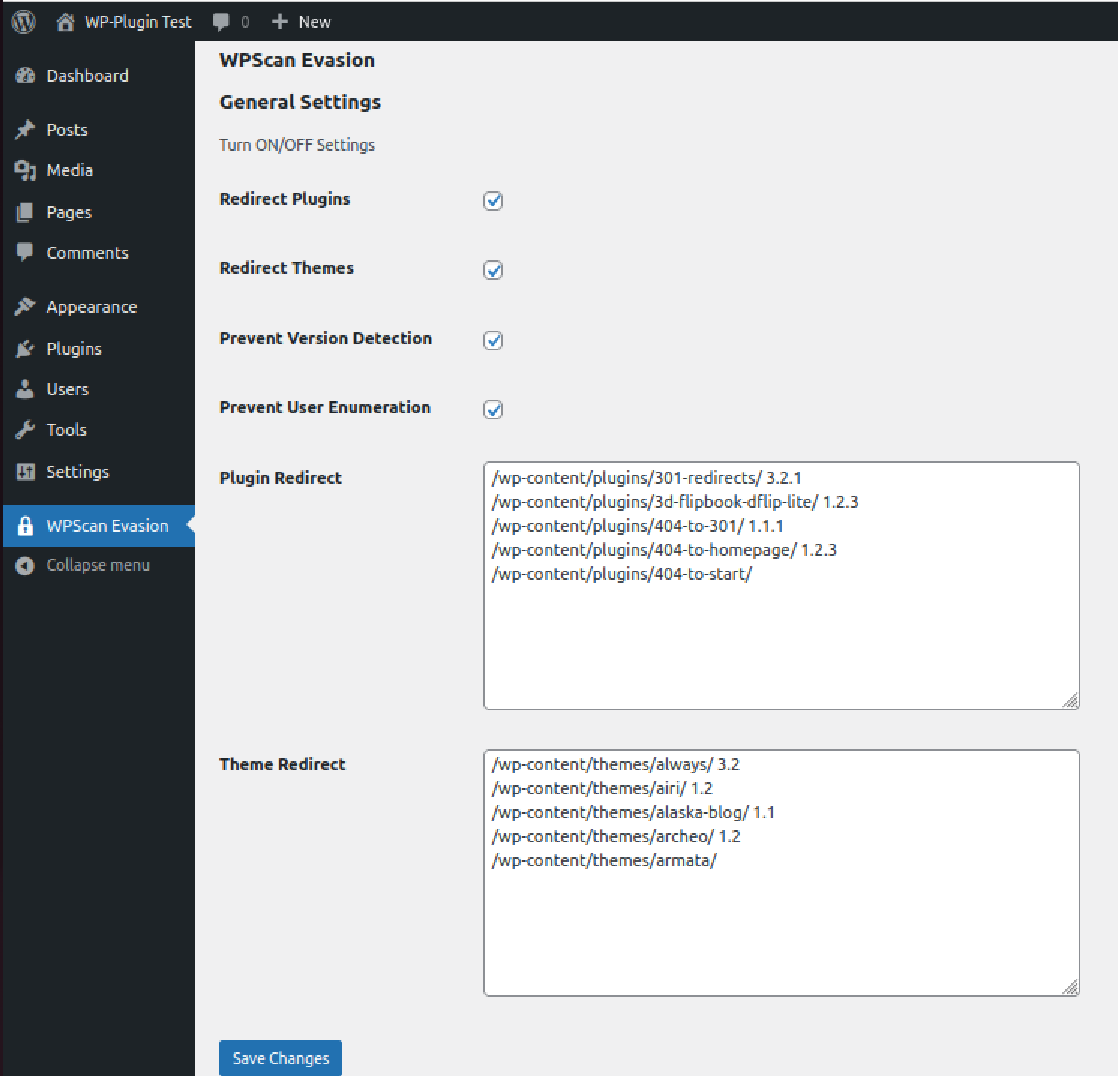 WP-Plugin Test 0 New
Dashboard
Posts
Media
Pages
Comments
Appearance
Plugins
Users
Tools
Settings
WPScan Evasion
Collapse menu
WPScan Evasion
General Settings
Turn ON/OFF Settings
Redirect Plugins
Redirect Themes
Prevent Version Detection
Prevent User Enumeration
Plugin Redirect
/wp-content/plugins/301-redirects/ 3.2.1
/wp-content/plugins/3d-flipbook-dflip-lite/ 1.2.3
/wp-content/plugins/404-to-301/ 1.1.1
/wp-content/plugins/404-to-homepage/ 1.2.3
/wp-content/plugins/404-to-start/
Theme Redirect
/wp-content/themes/always/ 3.2
/wp-content/themes/airi/ 1.2
/wp-content/themes/alaska-blog/ 1.1
/wp-content/themes/archeo/ 1.2
/wp-content/themes/armata/
Save Changes